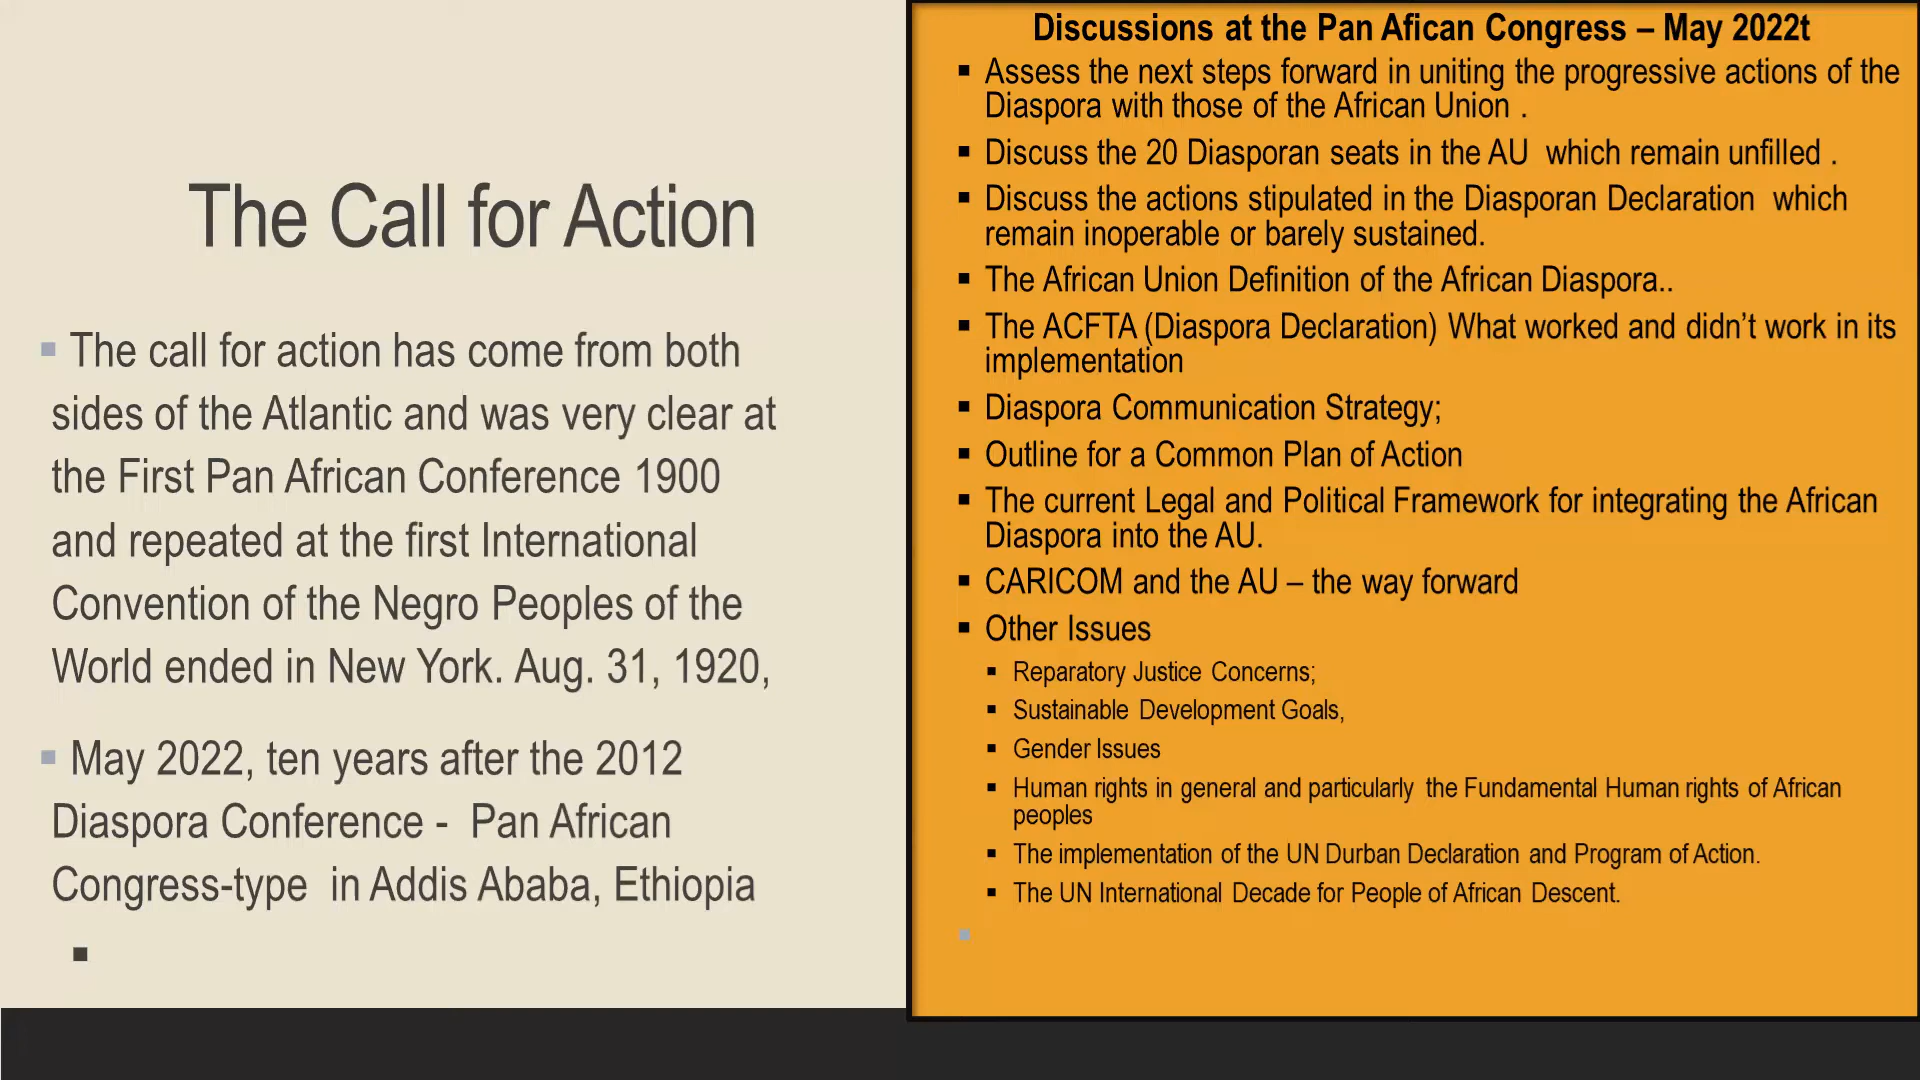 The Call for Action
The call for action has come from both
sides of the Atlantic and was very clear at
the First Pan African Conference 1900
and repeated at the first International
Convention of the Negro Peoples of the
World ended in New York. Aug. 31, 1920,
May 2022, ten years after the 2012
Diaspora Conference - Pan African
Congress-type in Addis Ababa, Ethiopia
Discussions at the Pan Afican Congress – May 2022t
Assess the next steps forward in uniting the progressive actions of the
Diaspora with those of the African Union .
Discuss the 20 Diasporan seats in the AU which remain unfilled .
Discuss the actions stipulated in the Diasporan Declaration which
remain inoperable or barely sustained.
The African Union Definition of the African Diaspora..
The ACFTA (Diaspora Declaration) What worked and didn’t work in its
implementation
Diaspora Communication Strategy;
Outline for a Common Plan of Action
The current Legal and Political Framework for integrating the African
Diaspora into the AU.
CARICOM and the AU – the way forward
Other Issues
Reparatory Justice Concerns;
Sustainable Development Goals,
Gender Issues
Human rights in general and particularly the Fundamental Human rights of African
peoples
The implementation of the UN Durban Declaration and Program of Action.
The UN International Decade for People of African Descent.